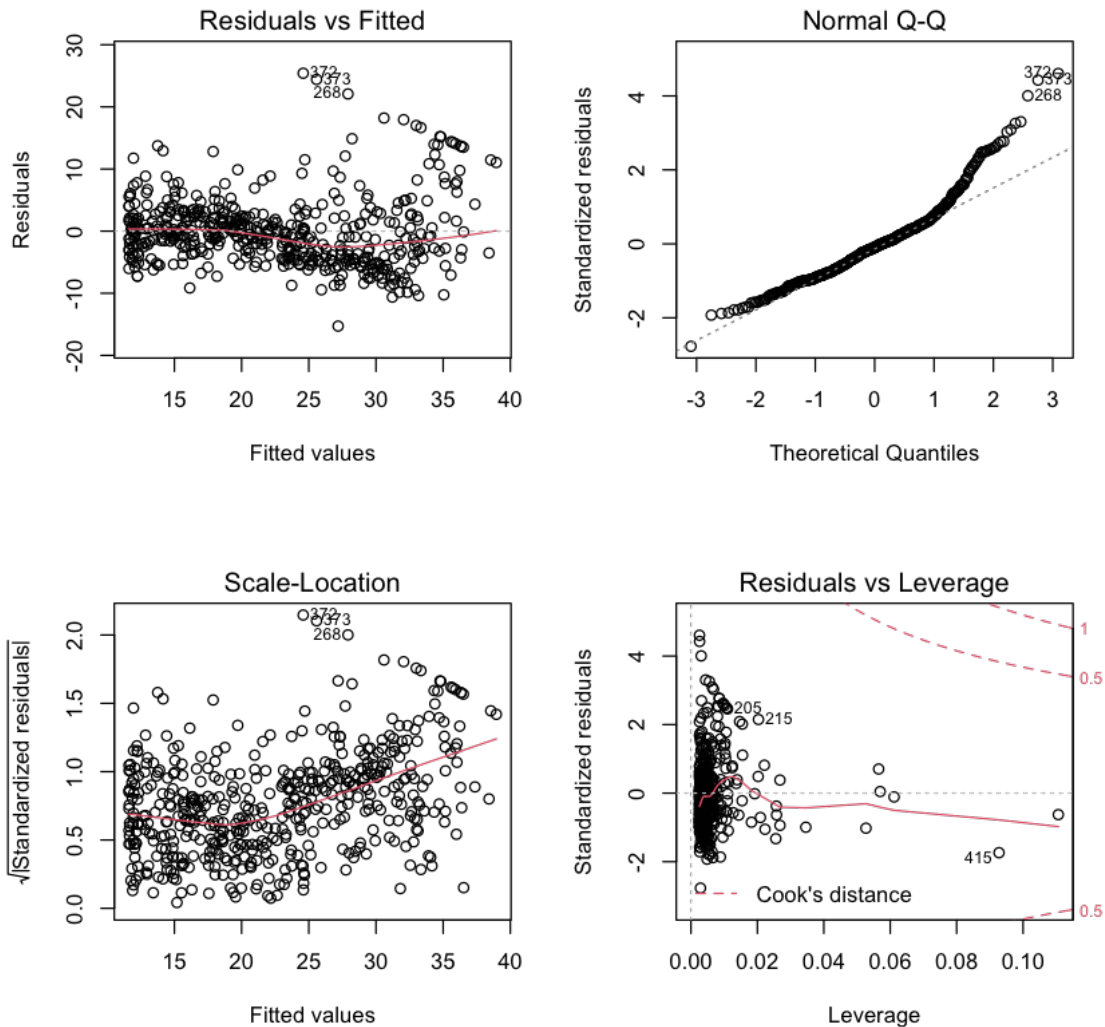 Residuals vs Fitted
Residuals
30
20
10
0
-10
-20
372
373
268
15 20 25 30 35 40
Fitted values
Normal Q-Q
Standardized residuals
4
2
0
-2
372
373
268
-3 -2 -1 0 1 2 3
Theoretical Quantiles
Scale-Location
√|Standardized residuals|
2.0
1.5
1.0
0.5
0.0
372
373
268
15 20 25 30 35 40
Fitted values
Residuals vs Leverage
Standardized residuals
4
2
0
-2
1
0.5
205
215
415
Cook's distance
0.5
0.00 0.02 0.04 0.06 0.08 0.10
Leverage